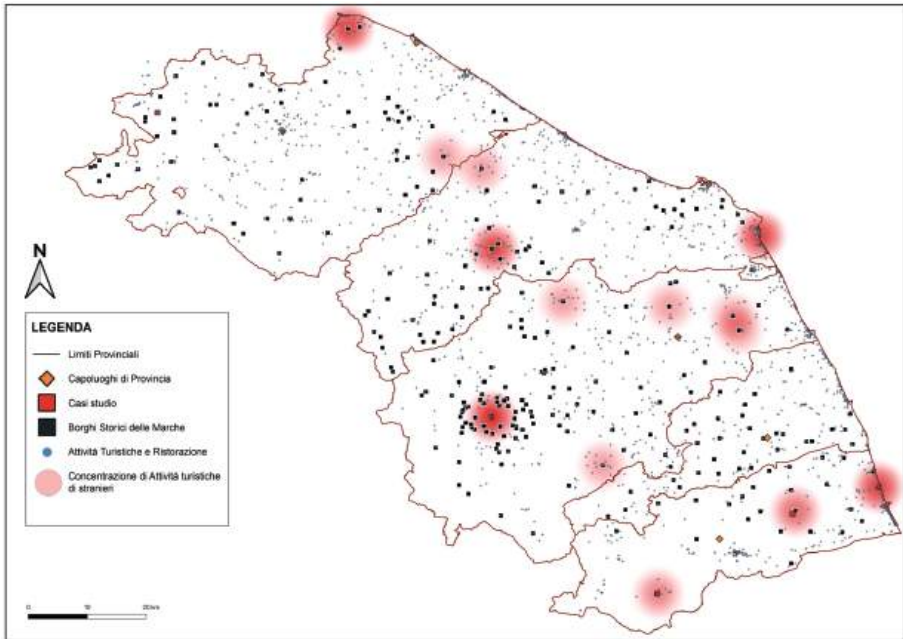 N
LEGENDA
Limiti Provinciali
Capoluoghi di Provincia
Casi studio
Borghi Storici delle Marche
Attività Turistiche e Ristorazione
Concentrazione di Attività turistiche
di stranieri
0 10 20 km